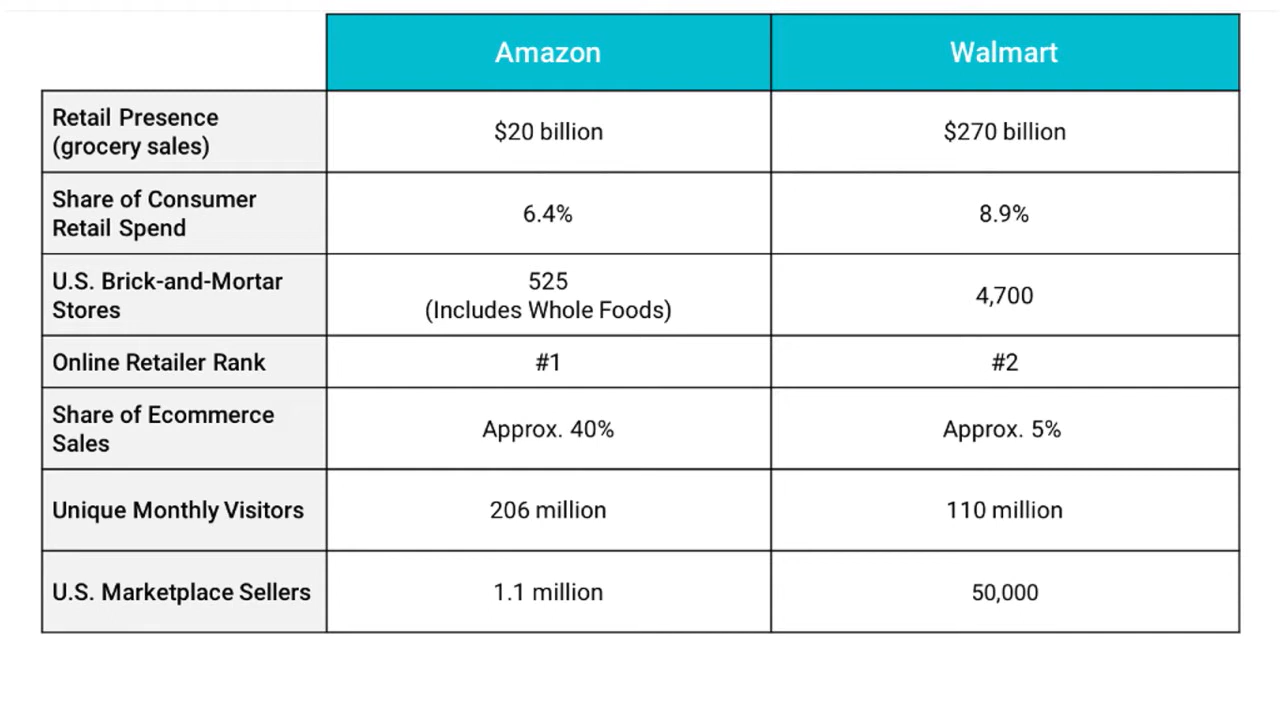 Amazon
Walmart
Retail Presence
(grocery sales)
$20 billion
$270 billion
Share of Consumer
Retail Spend
6.4%
8.9%
U.S. Brick-and-Mortar
Stores
525
(Includes Whole Foods)
4,700
Online Retailer Rank
#1
#2
Share of Ecommerce
Sales
Approx. 40%
Approx. 5%
Unique Monthly Visitors
206 million
110 million
U.S. Marketplace Sellers
1.1 million
50,000